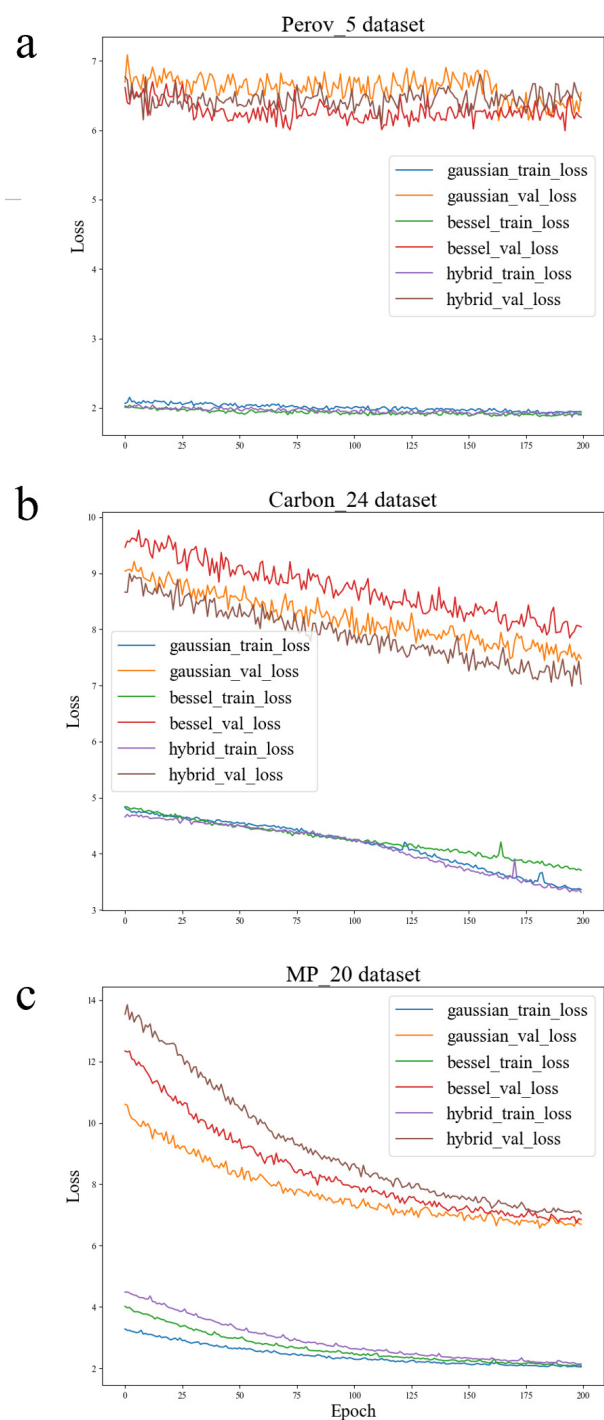 a
Perov_5 dataset
7
6
5
4
3
2
Loss
gaussian_train_loss
gaussian_val_loss
bessel_train_loss
bessel_val_loss
hybrid_train_loss
hybrid_val_loss
0 25 50 75 100 125 150 175 200
b
Carbon_24 dataset
10
9
8
7
6
5
4
3
Loss
gaussian_train_loss
gaussian_val_loss
bessel_train_loss
bessel_val_loss
hybrid_train_loss
hybrid_val_loss
0 25 50 75 100 125 150 175 200
c
MP_20 dataset
14
12
10
8
6
4
2
Loss
gaussian_train_loss
gaussian_val_loss
bessel_train_loss
bessel_val_loss
hybrid_train_loss
hybrid_val_loss
0 25 50 75 100 125 150 175 200
Epoch